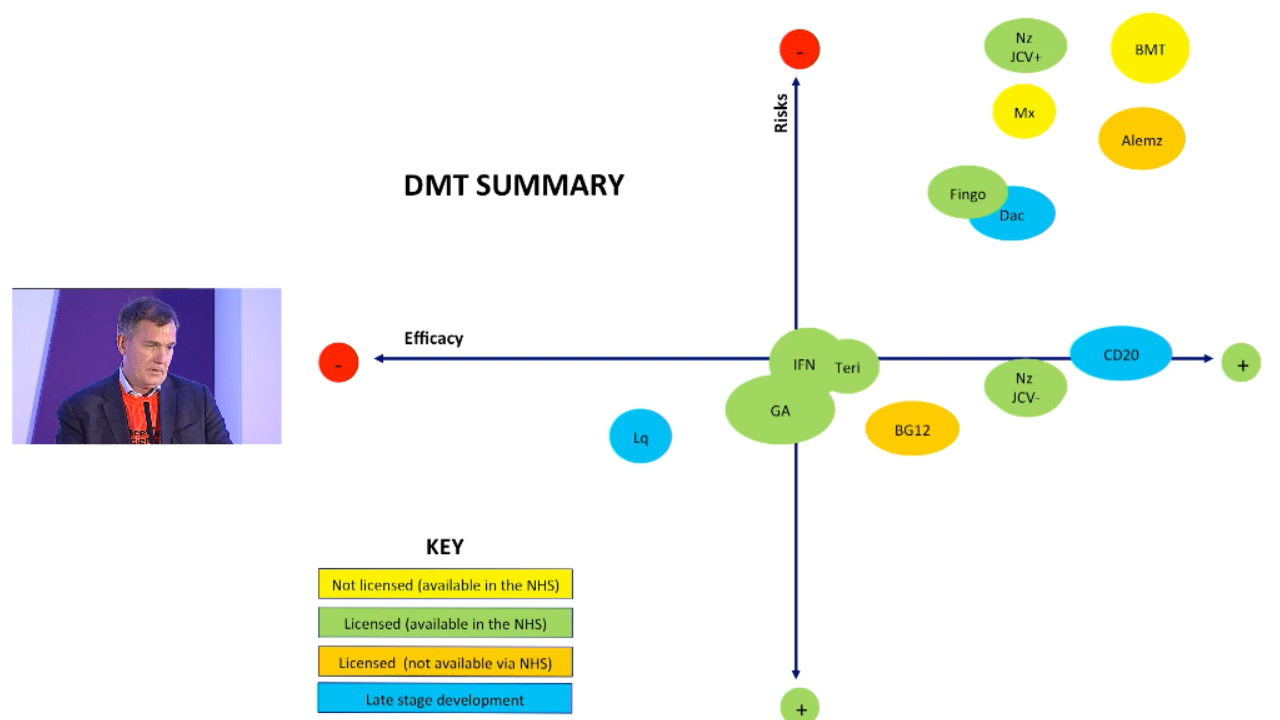 -
Nz
JCV+
BMT
Risks
Mx
Alemz
DMT SUMMARY
Fingo
Dac
Efficacy
-
IFN
Teri
CD20
+
Nz
JCV-
GA
BG12
Lq
KEY
Not licensed (available in the NHS)
Licensed (available in the NHS)
Licensed (not available via NHS)
Late stage development
+